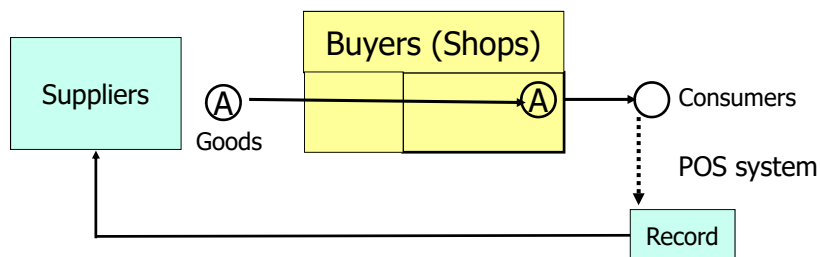 Buyers (Shops)
Suppliers
A
A
Consumers
Goods
POS system
Record